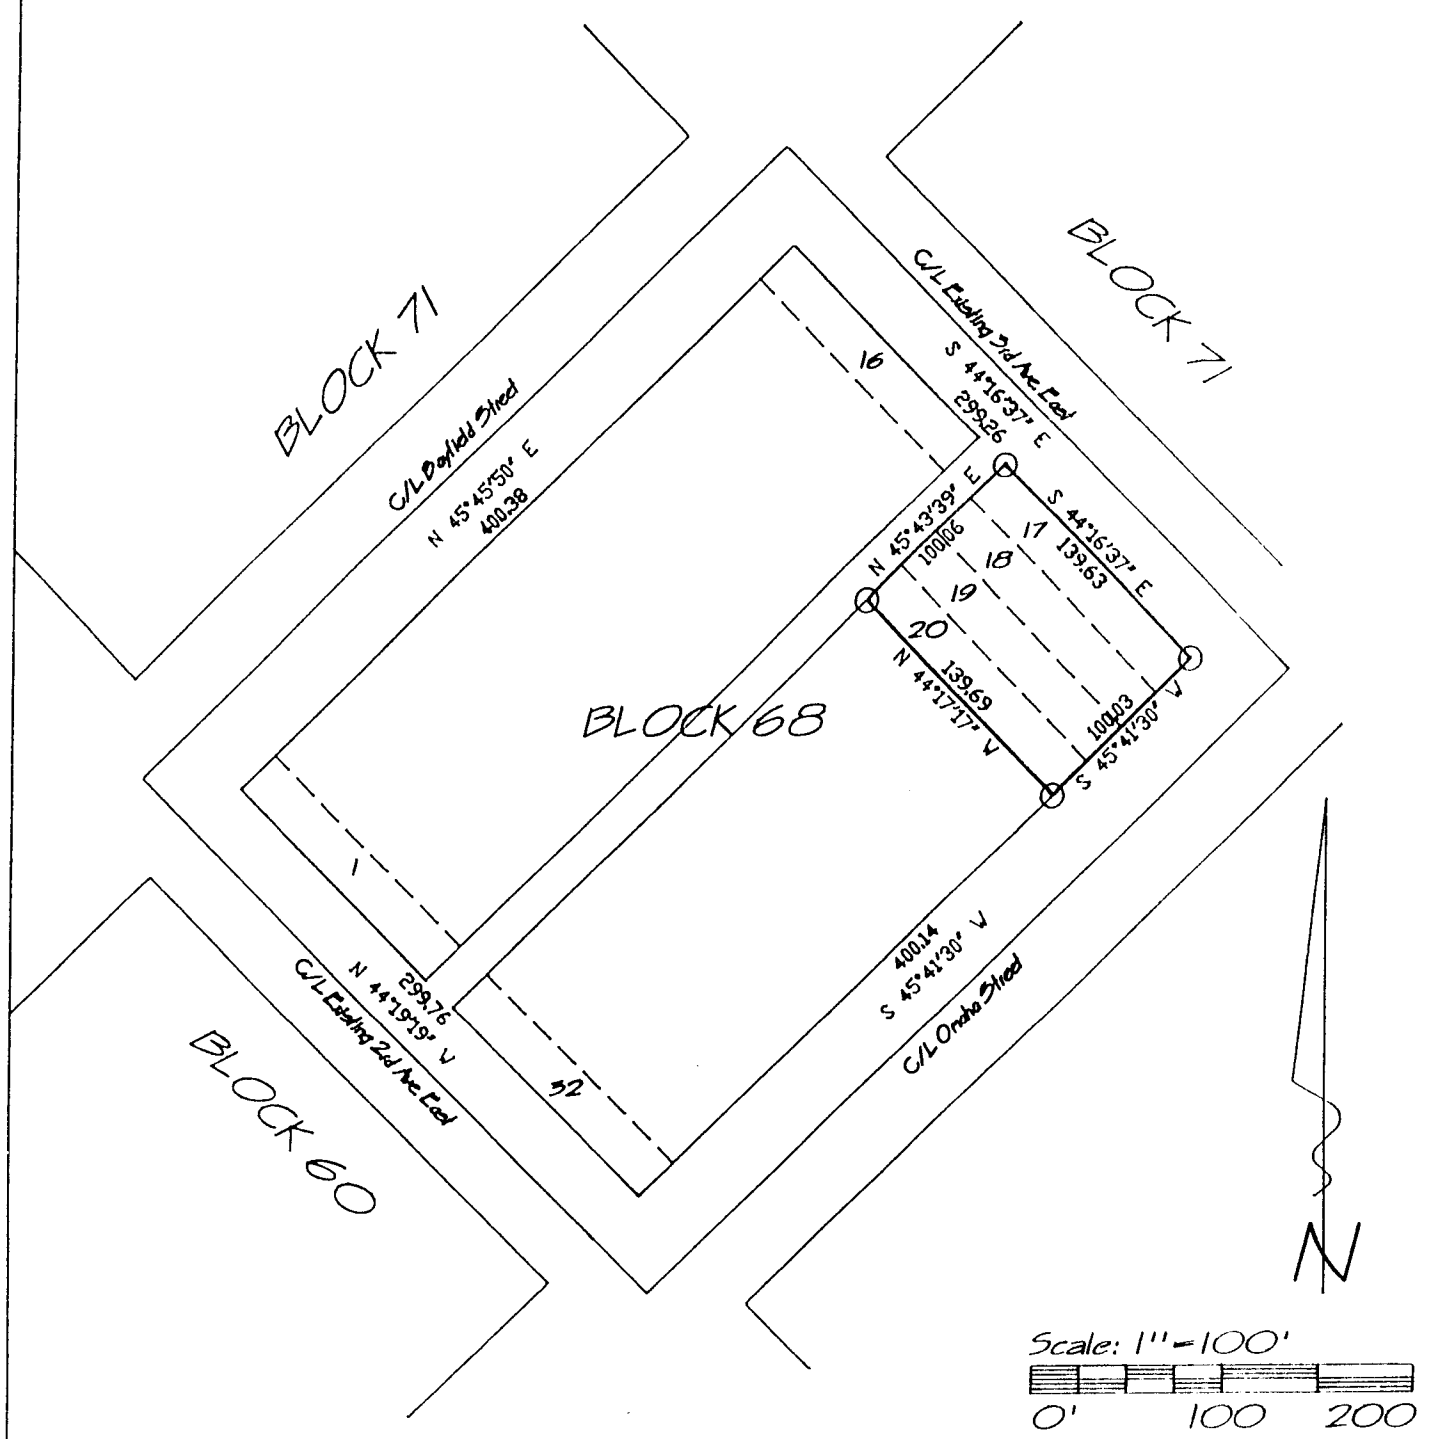 BLOCK 71
BLOCK 71
C/L Existing 3rd Ave. East
S 44°16'37" E
299.26
16
C/L Bayfield Street
N 45°45'50" E
400.38
N 45°43'39" E
100.06
S 44°16'37" E
139.63
17
18
19
20
139.69
N 44°17'17" W
100.03
S 45°41'30" W
BLOCK 68
1
400.14
S 45°41'30" W
C/L Omaha Street
299.76
N 44°19'19" W
C/L Existing 2nd Ave. East
32
BLOCK 60
N
Scale: 1"=100'
0' 100 200